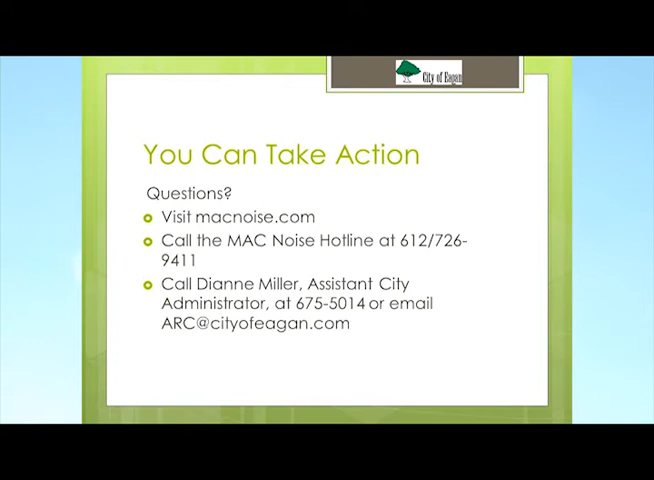 City of Eagan
You Can Take Action
Questions?
Visit macnoise.com
Call the MAC Noise Hotline at 612/726-
9411
Call Dianne Miller, Assistant City
Administrator, at 675-5014 or email
ARC@cityofeagan.com